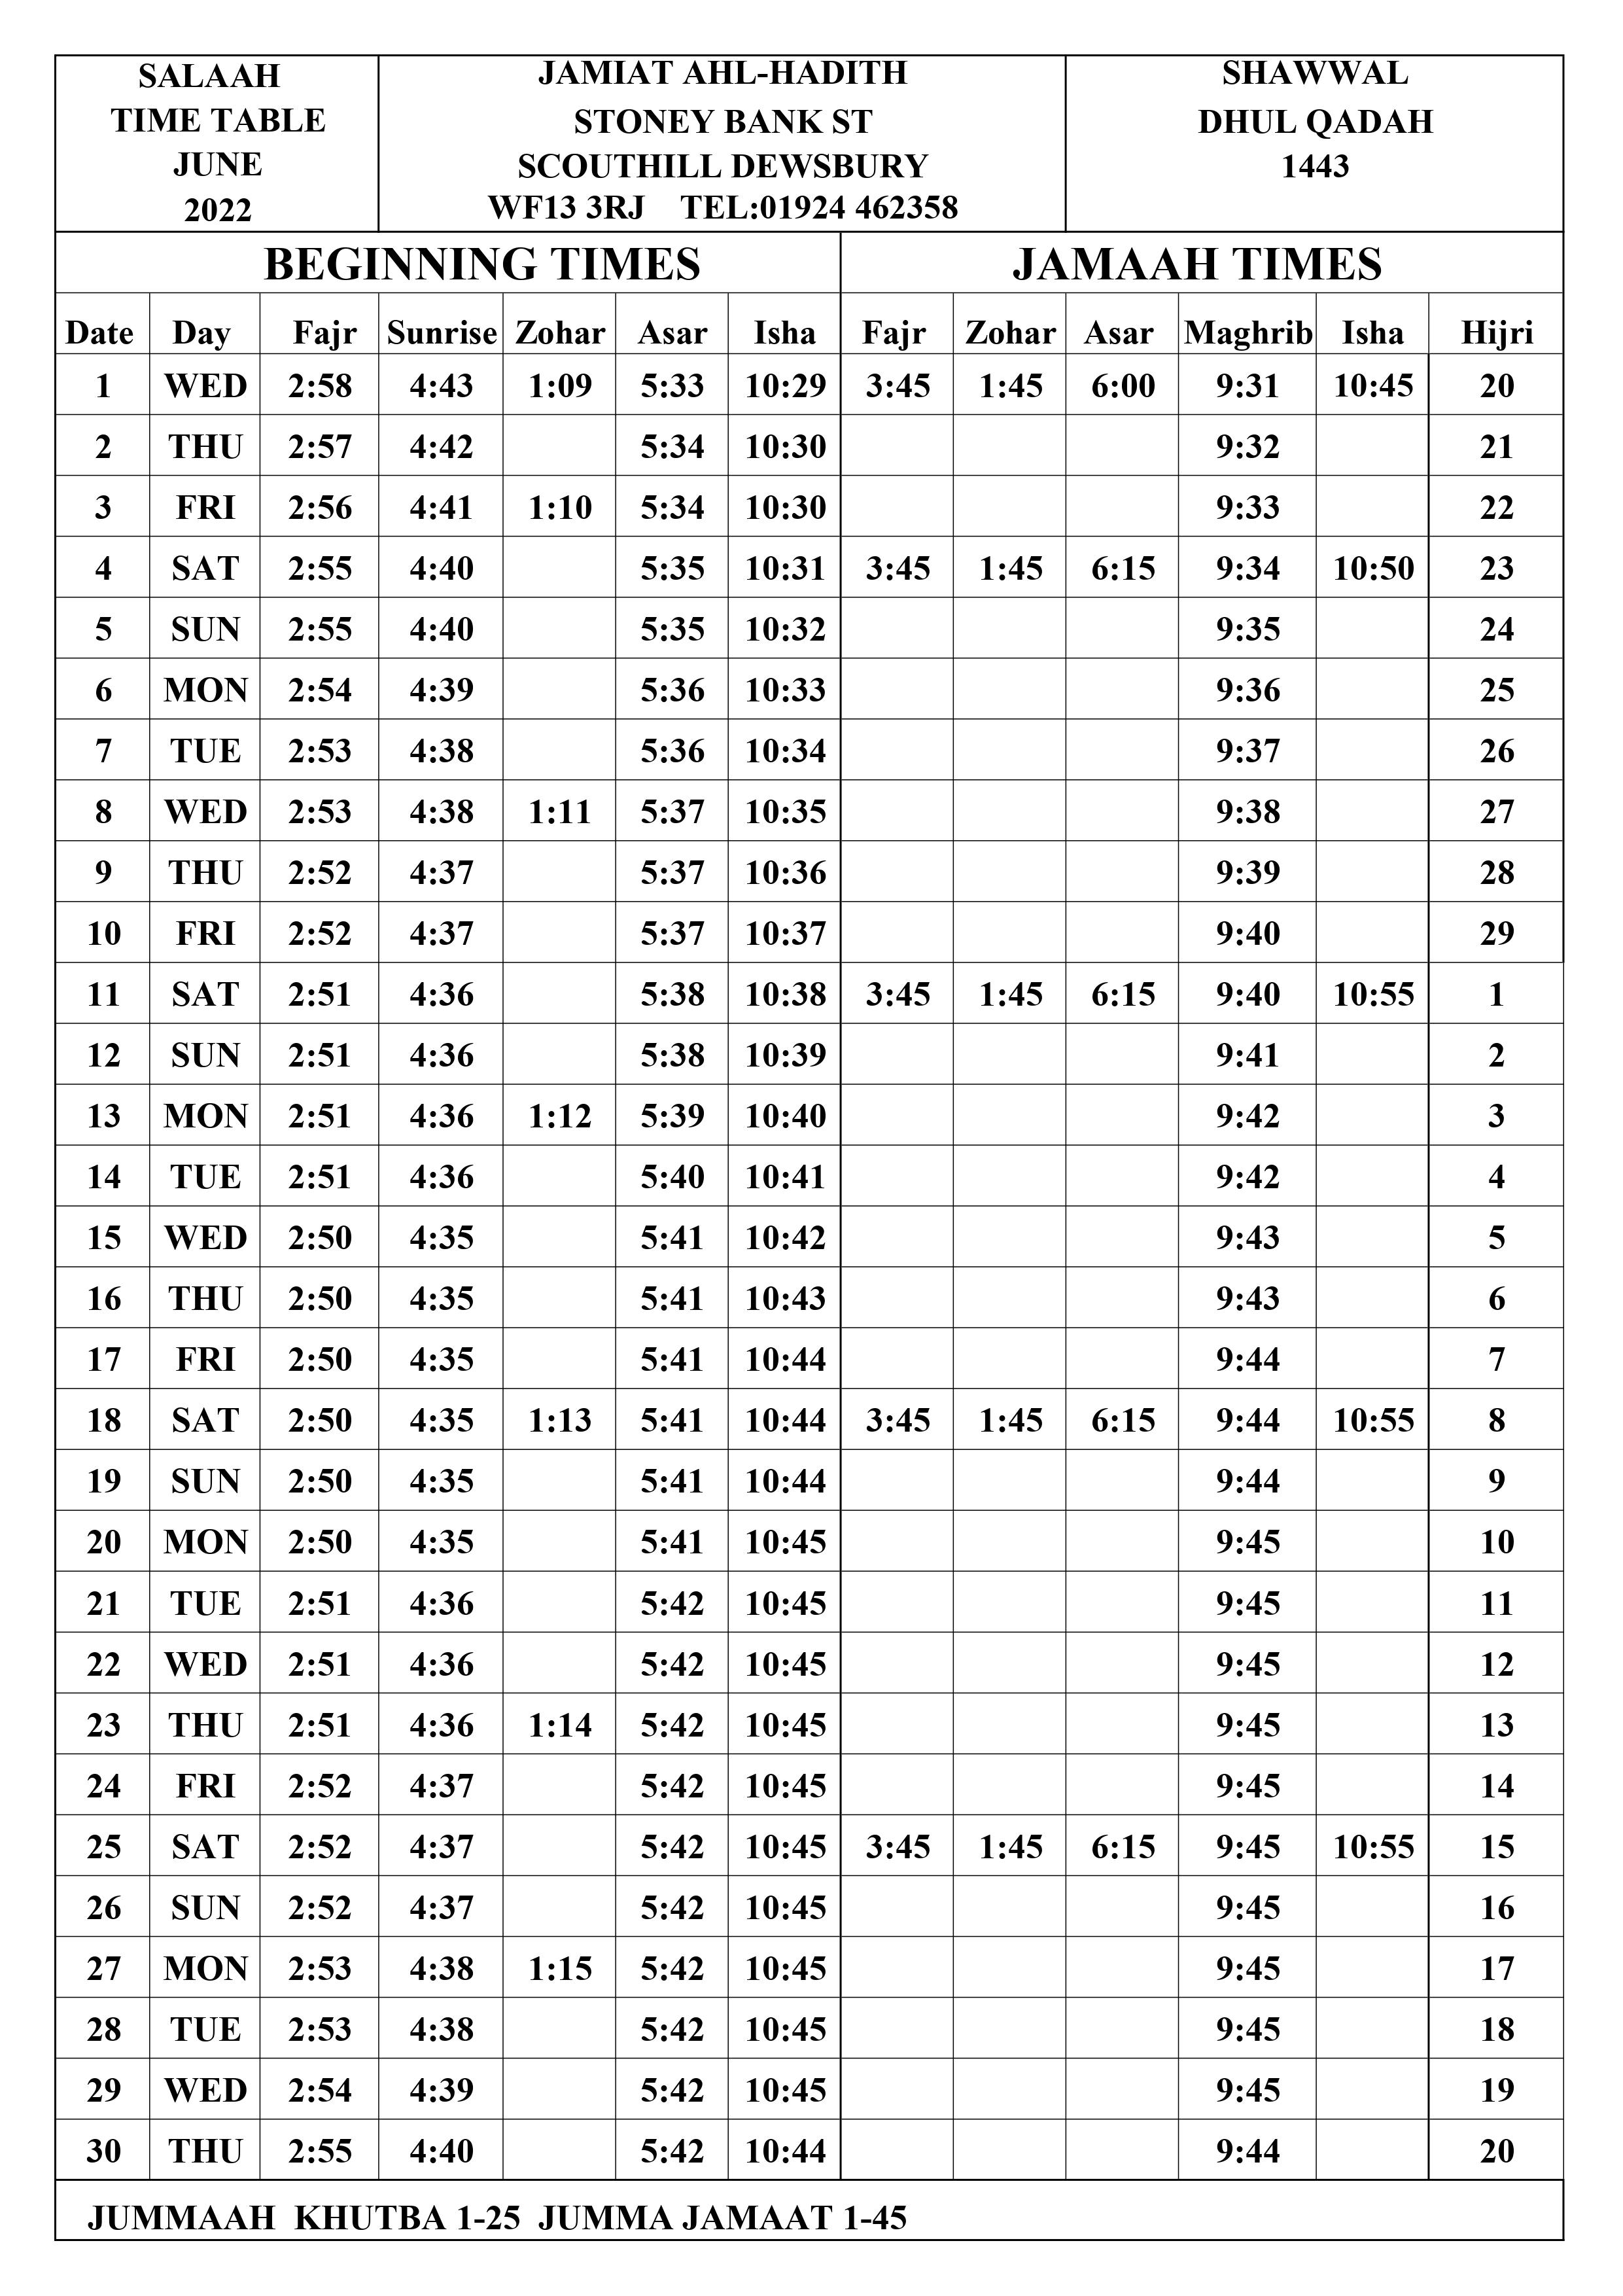 SALAAH
TIME TABLE
JUNE
2022
JAMIAT AHL-HADITH
STONEY BANK ST
SCOUTHILL DEWSBURY
WF13 3RJ TEL:01924 462358
SHAWWAL
DHUL QADAH
1443
BEGINNING TIMES JAMAAH TIMES
Date Day Fajr Sunrise Zohar Asar Isha Fajr Zohar Asar Maghrib Isha Hijri
1 WED 2:58 4:43 1:09 5:33 10:29 3:45 1:45 6:00 9:31 10:45 20
2 THU 2:57 4:42 5:34 10:30 9:32 21
3 FRI 2:56 4:41 1:10 5:34 10:30 9:33 22
4 SAT 2:55 4:40 5:35 10:31 3:45 1:45 6:15 9:34 10:50 23
5 SUN 2:55 4:40 5:35 10:32 9:35 24
6 MON 2:54 4:39 5:36 10:33 9:36 25
7 TUE 2:53 4:38 5:36 10:34 9:37 26
8 WED 2:53 4:38 1:11 5:37 10:35 9:38 27
9 THU 2:52 4:37 5:37 10:36 9:39 28
10 FRI 2:52 4:37 5:37 10:37 9:40 29
11 SAT 2:51 4:36 5:38 10:38 3:45 1:45 6:15 9:40 10:55 1
12 SUN 2:51 4:36 5:38 10:39 9:41 2
13 MON 2:51 4:36 1:12 5:39 10:40 9:42 3
14 TUE 2:51 4:36 5:40 10:41 9:42 4
15 WED 2:50 4:35 5:41 10:42 9:43 5
16 THU 2:50 4:35 5:41 10:43 9:43 6
17 FRI 2:50 4:35 5:41 10:44 9:44 7
18 SAT 2:50 4:35 1:13 5:41 10:44 3:45 1:45 6:15 9:44 10:55 8
19 SUN 2:50 4:35 5:41 10:44 9:44 9
20 MON 2:50 4:35 5:41 10:45 9:45 10
21 TUE 2:51 4:36 5:42 10:45 9:45 11
22 WED 2:51 4:36 5:42 10:45 9:45 12
23 THU 2:51 4:36 1:14 5:42 10:45 9:45 13
24 FRI 2:52 4:37 5:42 10:45 9:45 14
25 SAT 2:52 4:37 5:42 10:45 3:45 1:45 6:15 9:45 10:55 15
26 SUN 2:52 4:37 5:42 10:45 9:45 16
27 MON 2:53 4:38 1:15 5:42 10:45 9:45 17
28 TUE 2:53 4:38 5:42 10:45 9:45 18
29 WED 2:54 4:39 5:42 10:45 9:45 19
30 THU 2:55 4:40 5:42 10:44 9:44 20
JUMMAAH KHUTBA 1-25 JUMMA JAMAAT 1-45